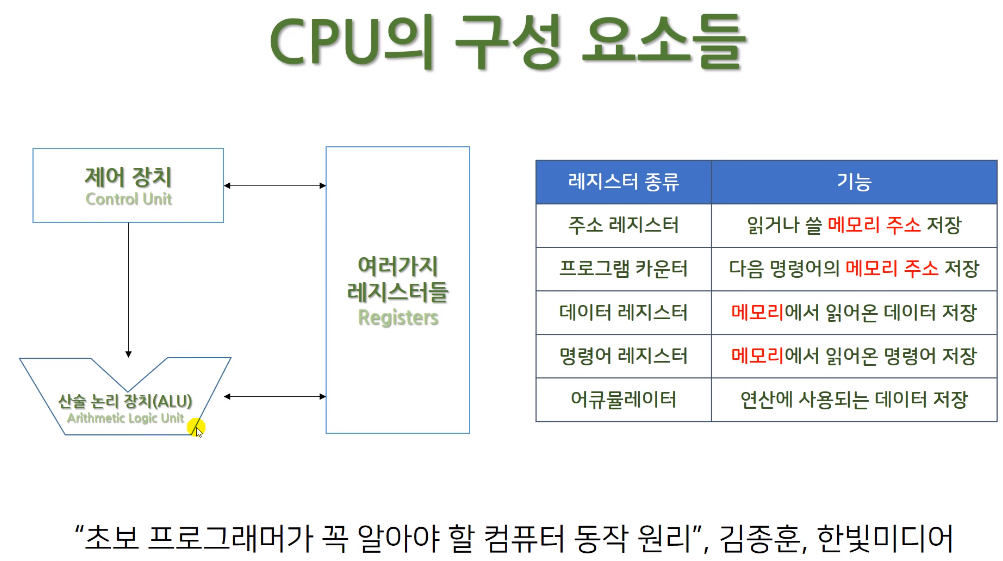 CPU의 구성 요소들
제어 장치
Control Unit
여러가지
레지스터들
Registers
산술 논리 장치(ALU)
Arithmetic Logic Unit
레지스터 종류 기능
주소 레지스터 읽거나 쓸 메모리 주소 저장
프로그램 카운터 다음 명령어의 메모리 주소 저장
데이터 레지스터 메모리에서 읽어온 데이터 저장
명령어 레지스터 메모리에서 읽어온 명령어 저장
어큐뮬레이터 연산에 사용되는 데이터 저장
“초보 프로그래머가 꼭 알아야 할 컴퓨터 동작 원리”, 김종훈, 한빛미디어